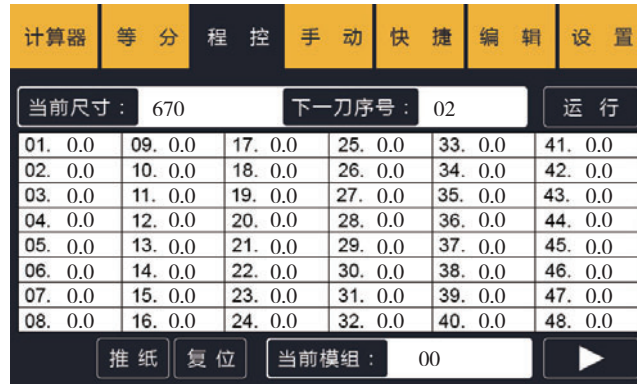 计算器 等 分 程 控 手 动 快 捷 编 辑 设 置
当前尺寸： 670 下一刀序号： 02 运 行
01. 0.0 09. 0.0 17. 0.0 25. 0.0 33. 0.0 41. 0.0
02. 0.0 10. 0.0 18. 0.0 26. 0.0 34. 0.0 42. 0.0
03. 0.0 11. 0.0 19. 0.0 27. 0.0 35. 0.0 43. 0.0
04. 0.0 12. 0.0 20. 0.0 28. 0.0 36. 0.0 44. 0.0
05. 0.0 13. 0.0 21. 0.0 29. 0.0 37. 0.0 45. 0.0
06. 0.0 14. 0.0 22. 0.0 30. 0.0 38. 0.0 46. 0.0
07. 0.0 15. 0.0 23. 0.0 31. 0.0 39. 0.0 47. 0.0
08. 0.0 16. 0.0 24. 0.0 32. 0.0 40. 0.0 48. 0.0
推 纸 复 位 当前模组： 00